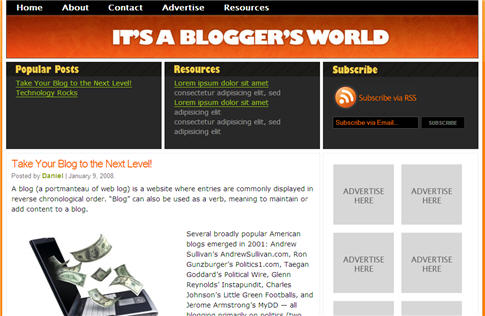 Home About Contact Advertise Resources
IT'S A BLOGGER'S WORLD
Popular Posts
Take Your Blog to the Next Level!
Technology Rocks
Resources
Lorem ipsum dolor sit amet
consectetur adipisicing elit, sed
Lorem ipsum dolor sit amet
consectetur adipisicing elit, sed
adipisicing elit
Subscribe
Subscribe via RSS
Subscribe via Email...
SUBSCRIBE
Take Your Blog to the Next Level!
Posted by Daniel | January 9, 2008.
A blog (a portmanteau of web log) is a website where entries are commonly displayed in
reverse chronological order. "Blog" can also be used as a verb, meaning to maintain or
add content to a blog.
Several broadly popular American
blogs emerged in 2001: Andrew
Sullivan's AndrewSullivan.com, Ron
Gunzburger's Politics1.com, Taegan
Goddard's Political Wire, Glenn
Reynolds' Instapundit, Charles
Johnson's Little Green Footballs, and
Jerome Armstrong's MyDD — all
blogging primarily on politics (two
ADVERTISE
HERE
ADVERTISE
HERE
ADVERTISE
HERE
ADVERTISE
HERE